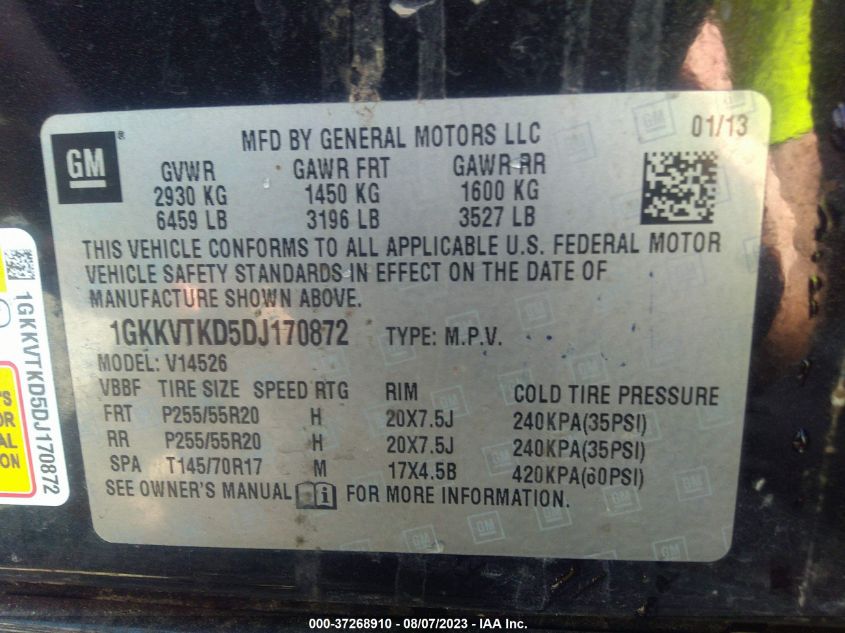 GM ®
MFD BY GENERAL MOTORS LLC 01/13
GVWR GAWR FRT GAWR RR
2930 KG 1450 KG 1600 KG
6459 LB 3196 LB 3527 LB
THIS VEHICLE CONFORMS TO ALL APPLICABLE U.S. FEDERAL MOTOR
VEHICLE SAFETY STANDARDS IN EFFECT ON THE DATE OF
MANUFACTURE SHOWN ABOVE.
1GKKVTKD5DJ170872 TYPE: M.P.V.
MODEL: V14526
VBBF TIRE SIZE SPEED RTG RIM COLD TIRE PRESSURE
FRT P255/55R20 H 20X7.5J 240KPA(35PSI)
RR P255/55R20 H 20X7.5J 240KPA(35PSI)
SPA T145/70R17 M 17X4.5B 420KPA(60PSI)
SEE OWNER'S MANUAL FOR MORE INFORMATION.
1GKKVTKD5DJ170872
000-37268910 - 08/07/2023 - IAA Inc.